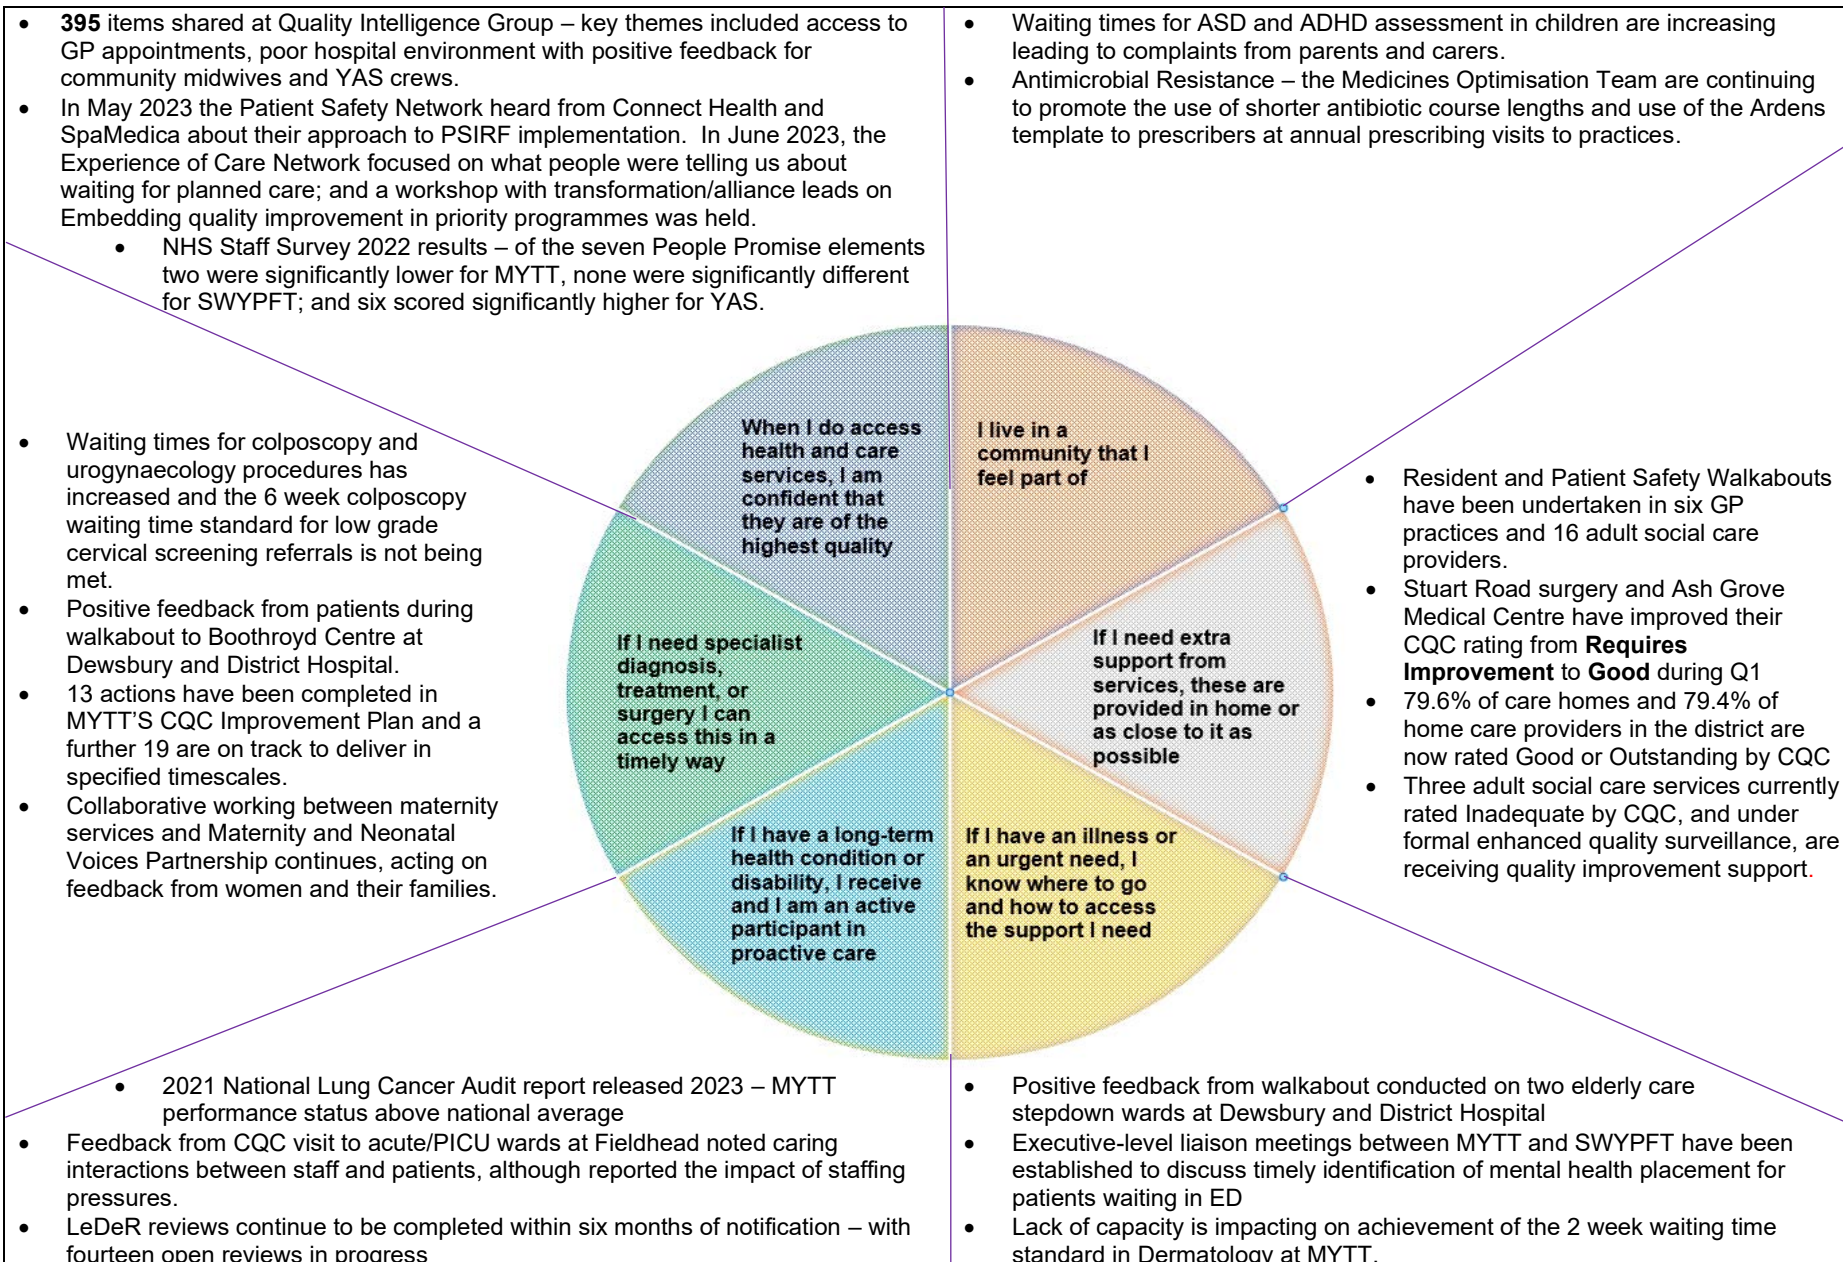 • 395 items shared at Quality Intelligence Group – key themes included access to
GP appointments, poor hospital environment with positive feedback for
community midwives and YAS crews.
• In May 2023 the Patient Safety Network heard from Connect Health and
SpaMedica about their approach to PSIRF implementation.  In June 2023, the
Experience of Care Network focused on what people were telling us about
waiting for planned care; and a workshop with transformation/alliance leads on
Embedding quality improvement in priority programmes was held.
• NHS Staff Survey 2022 results – of the seven People Promise elements
two were significantly lower for MYTT, none were significantly different
for SWYPFT; and six scored significantly higher for YAS.
• Waiting times for ASD and ADHD assessment in children are increasing
leading to complaints from parents and carers.
• Antimicrobial Resistance – the Medicines Optimisation Team are continuing
to promote the use of shorter antibiotic course lengths and use of the Ardens
template to prescribers at annual prescribing visits to practices.
• Waiting times for colposcopy and
urogynaecology procedures has
increased and the 6 week colposcopy
waiting time standard for low grade
cervical screening referrals is not being
met.
• Positive feedback from patients during
walkabout to Boothroyd Centre at
Dewsbury and District Hospital.
• 13 actions have been completed in
MYTT'S CQC Improvement Plan and a
further 19 are on track to deliver in
specified timescales.
• Collaborative working between maternity
services and Maternity and Neonatal
Voices Partnership continues, acting on
feedback from women and their families.
When I do access
health and care
services, I am
confident that
they are of the
highest quality
I live in a
community that I
feel part of
If I need specialist
diagnosis,
treatment, or
surgery I can
access this in a
timely way
If I need extra
support from
services, these are
provided in home or
as close to it as
possible
If I have a long-term
health condition or
disability, I receive
and I am an active
participant in
proactive care
If I have an illness or
an urgent need, I
know where to go
and how to access
the support I need
• Resident and Patient Safety Walkabouts
have been undertaken in six GP
practices and 16 adult social care
providers.
• Stuart Road surgery and Ash Grove
Medical Centre have improved their
CQC rating from Requires
Improvement to Good during Q1
• 79.6% of care homes and 79.4% of
home care providers in the district are
now rated Good or Outstanding by CQC
• Three adult social care services currently
rated Inadequate by CQC, and under
formal enhanced quality surveillance, are
receiving quality improvement support.
• 2021 National Lung Cancer Audit report released 2023 – MYTT
performance status above national average
• Feedback from CQC visit to acute/PICU wards at Fieldhead noted caring
interactions between staff and patients, although reported the impact of staffing
pressures.
• LeDeR reviews continue to be completed within six months of notification – with
fourteen open reviews in progress
• Positive feedback from walkabout conducted on two elderly care
stepdown wards at Dewsbury and District Hospital
• Executive-level liaison meetings between MYTT and SWYPFT have been
established to discuss timely identification of mental health placement for
patients waiting in ED
• Lack of capacity is impacting on achievement of the 2 week waiting time
standard in Dermatology at MYTT.